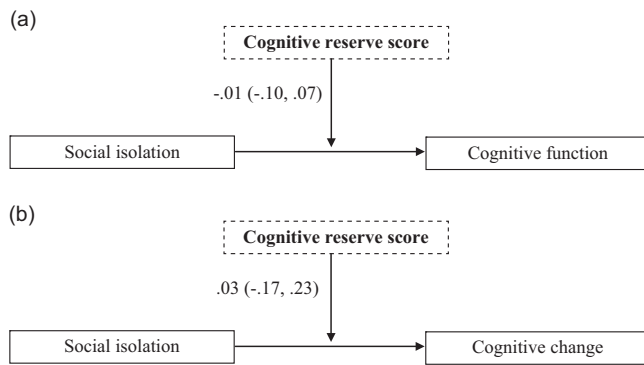 (a)
Cognitive reserve score
-.01 (-.10, .07)
Social isolation
Cognitive function
(b)
Cognitive reserve score
.03 (-.17, .23)
Social isolation
Cognitive change